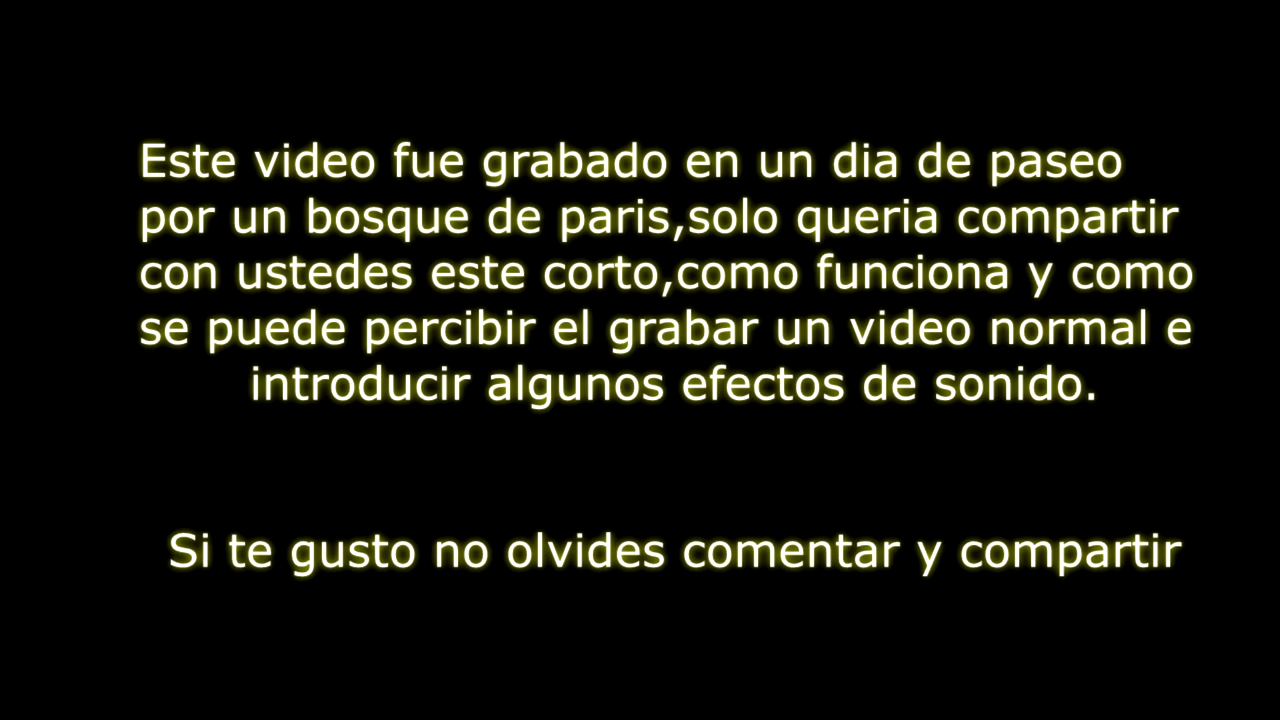 Este video fue grabado en un dia de paseo
por un bosque de paris,solo queria compartir
con ustedes este corto,como funciona y como
se puede percibir el grabar un video normal e
introducir algunos efectos de sonido.
Si te gusto no olvides comentar y compartir